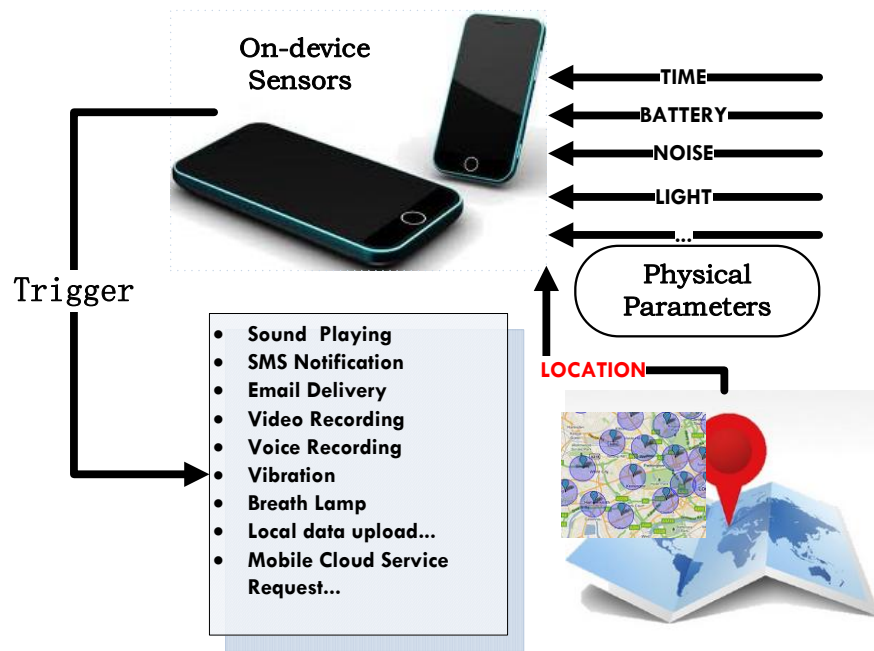 On-device
Sensors
TIME
BATTERY
NOISE
LIGHT
...
Physical
Parameters
Trigger
LOCATION
• Sound Playing
• SMS Notification
• Email Delivery
• Video Recording
• Voice Recording
• Vibration
• Breath Lamp
• Local data upload...
• Mobile Cloud Service
Request...